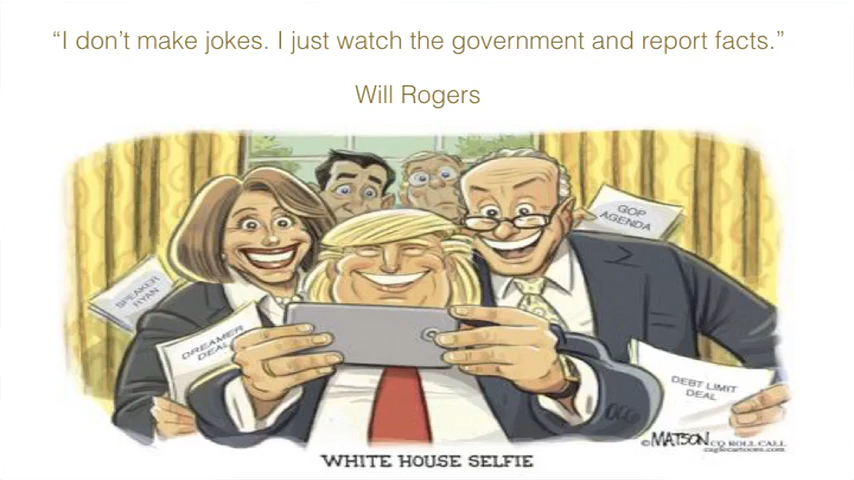 “I don’t make jokes. I just watch the government and report facts.”
Will Rogers
GOP
AGENDA
SPEAKER
RYAN
DREAMER
DEAL
DEBT LIMIT
DEAL
©MATSON CQ ROLL CALL
caglecartoons.com
WHITE HOUSE SELFIE